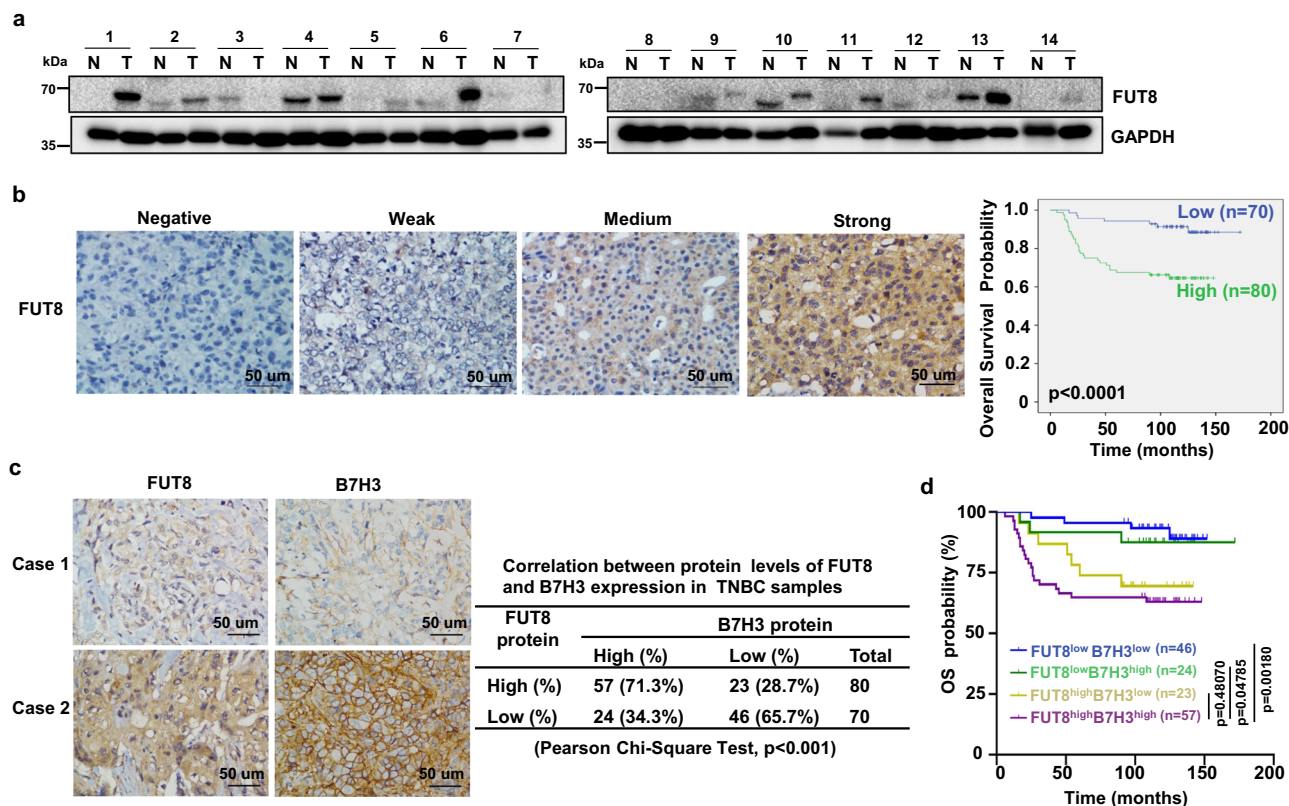 a
1 2 3 4 5 6 7
kDa N T N T N T N T N T N T N T
70
35
8 9 10 11 12 13 14
kDa N T N T N T N T N T N T N T
70
35
FUT8
GAPDH
b
Negative Weak Medium Strong
FUT8
50 um 50 um 50 um 50 um
Overall Survival Probability
1.0
0.8
0.6
0.4
0.2
0
Low (n=70)
High (n=80)
p<0.0001
0 50 100 150 200
Time (months)
c
FUT8 B7H3
Case 1
50 um 50 um
Case 2
50 um 50 um
Correlation between protein levels of FUT8
and B7H3 expression in TNBC samples
FUT8 protein B7H3 protein
High (%) Low (%) Total
High (%) 57 (71.3%) 23 (28.7%) 80
Low (%) 24 (34.3%) 46 (65.7%) 70
(Pearson Chi-Square Test, p<0.001)
d
OS probability (%)
100
75
50
25
0
FUT8low B7H3low (n=46)
FUT8lowB7H3high (n=24)
FUT8highB7H3low (n=23)
FUT8highB7H3high (n=57)
p=0.48070
p=0.04785
p=0.00180
0 50 100 150 200
Time (months)